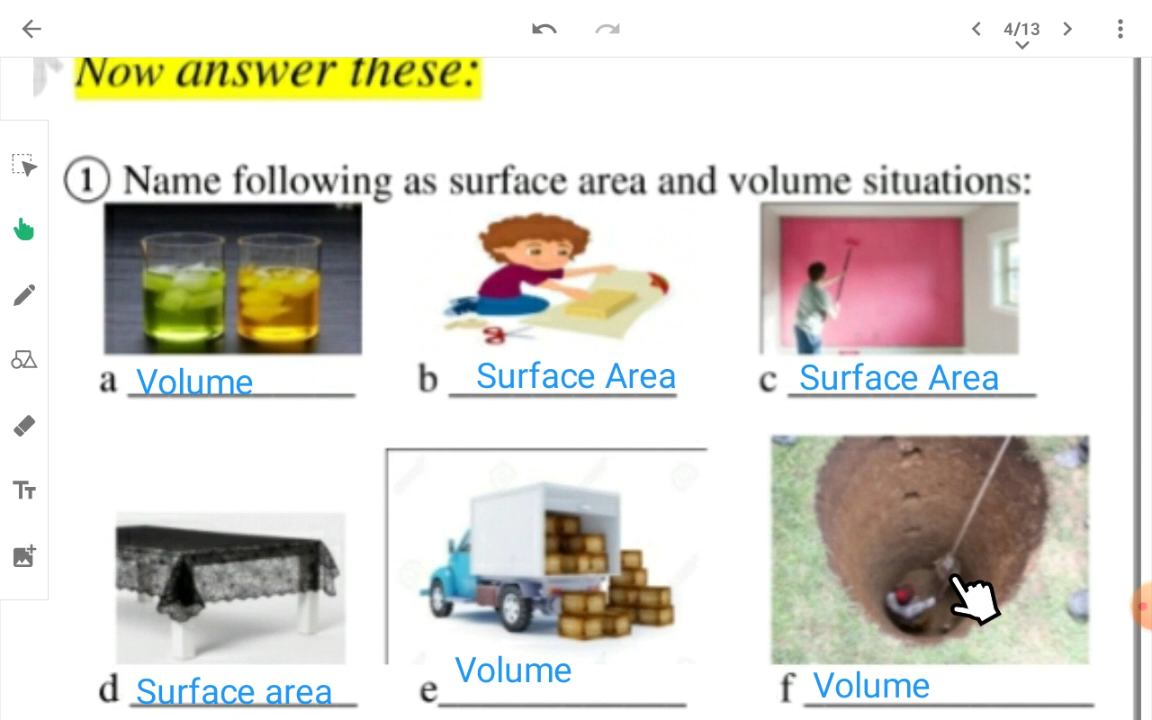 4/13
Now answer these:
1 Name following as surface area and volume situations:
a Volume
b Surface Area
c Surface Area
d Surface area
e Volume
f Volume
Tт